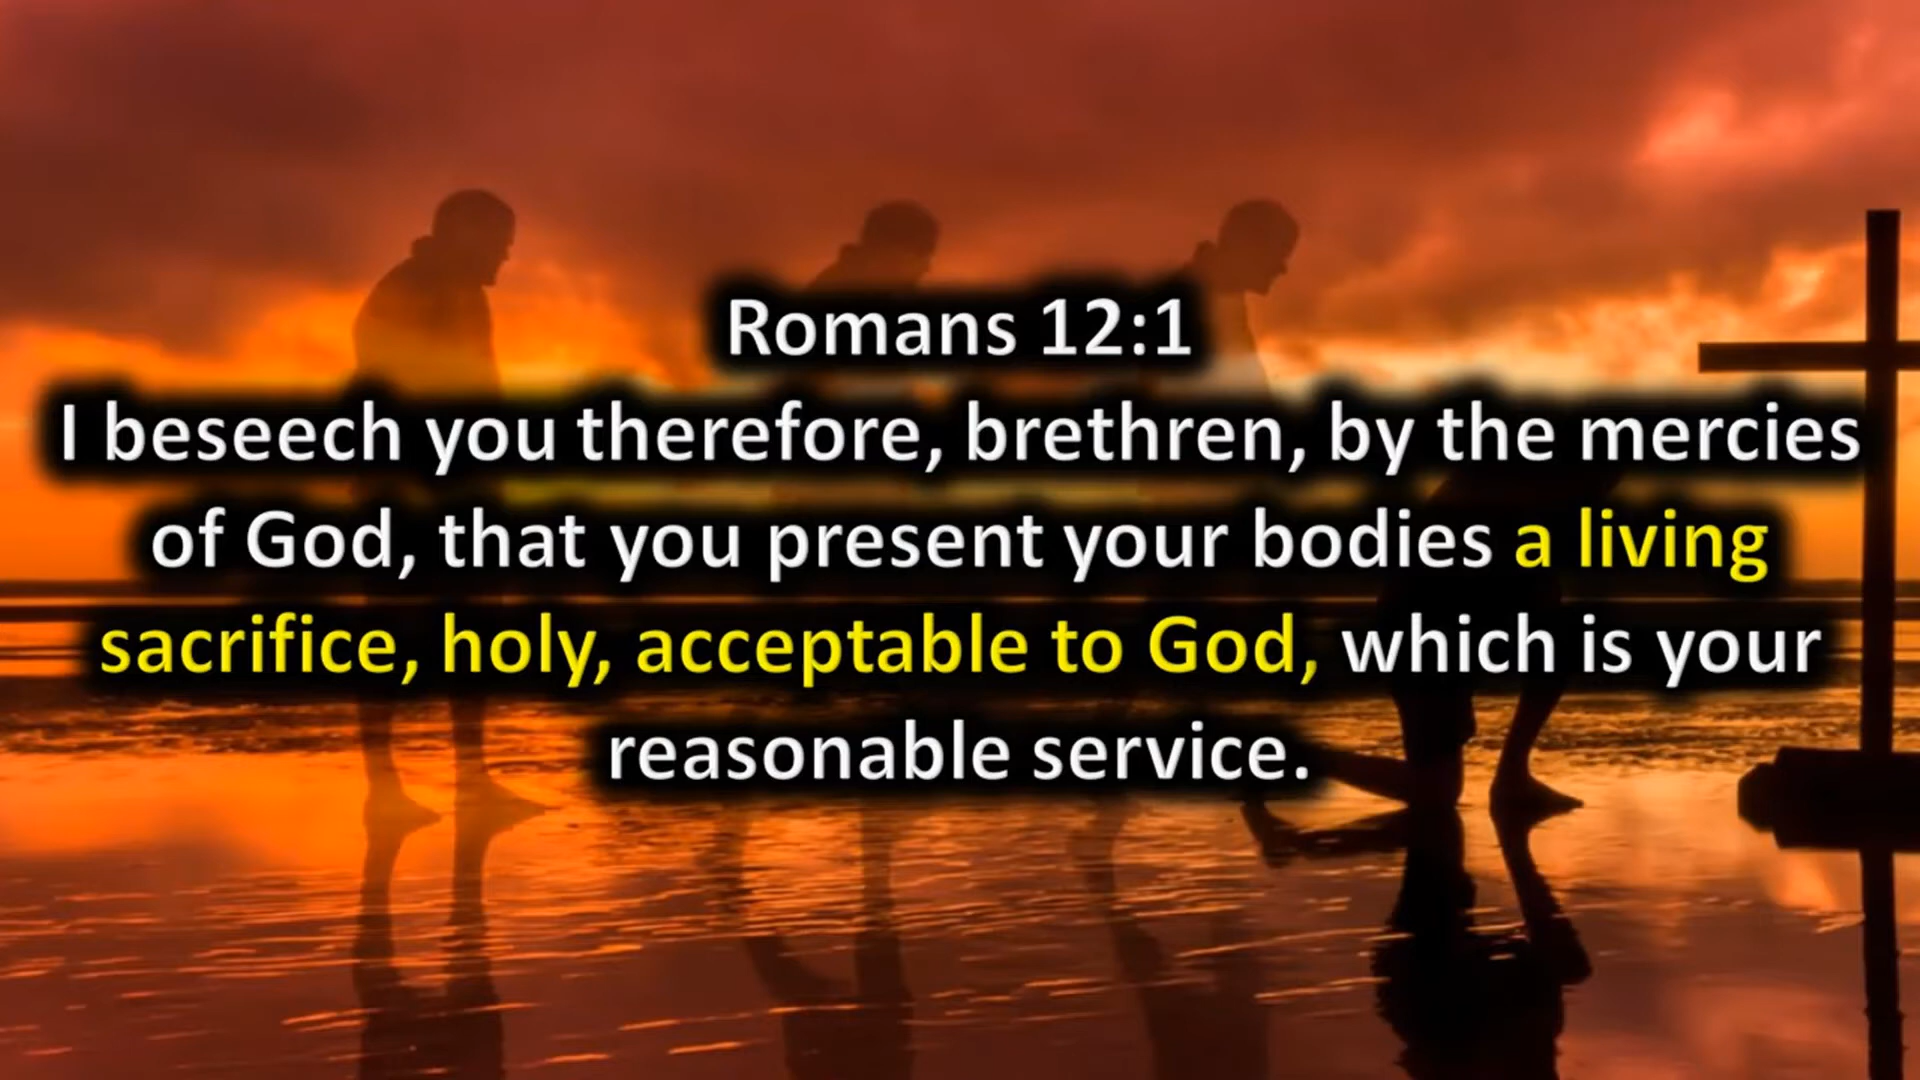 Romans 12:1
I beseech you therefore, brethren, by the mercies
of God, that you present your bodies a living
sacrifice, holy, acceptable to God, which is your
reasonable service.